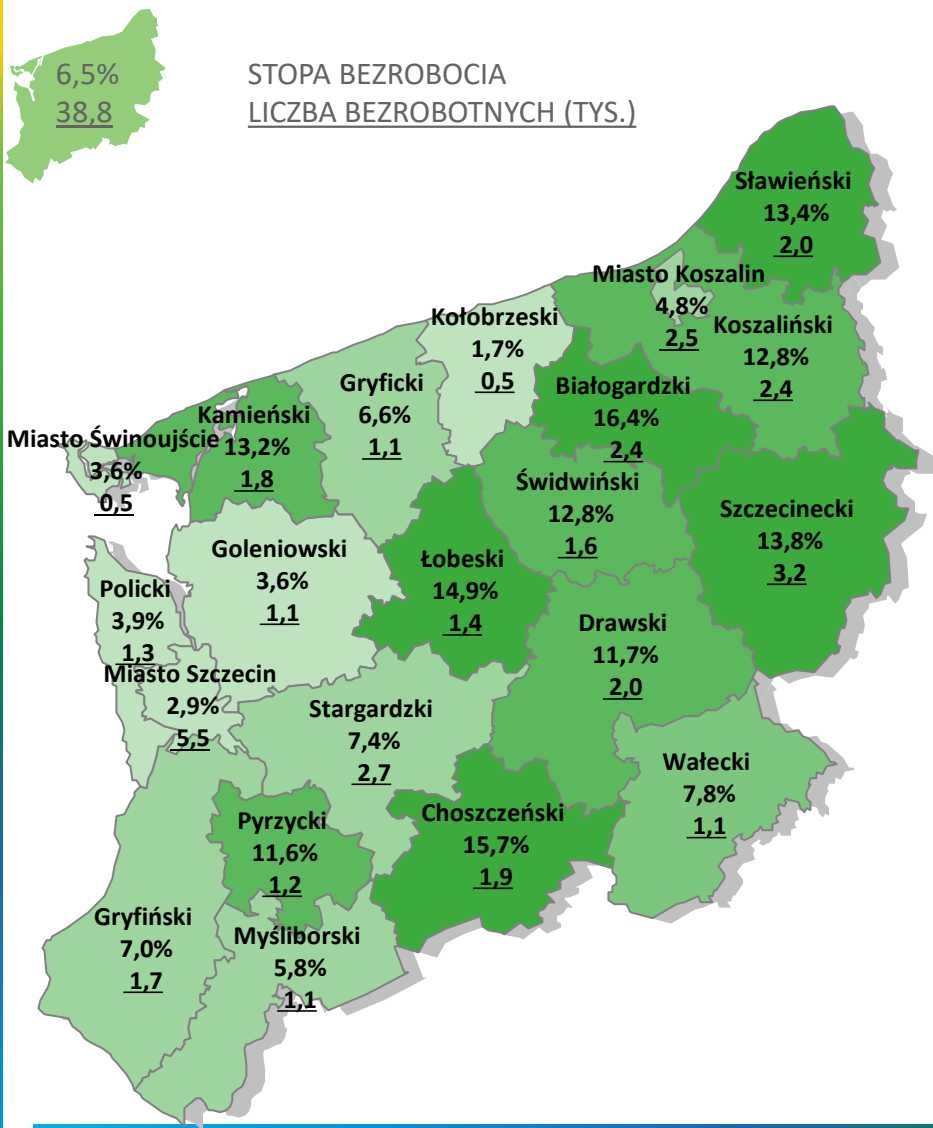 6,5%
38,8
STOPA BEZROBOCIA
LICZBA BEZROBOTNYCH (TYS.)
Sławieński
13,4%
2,0
Miasto Koszalin
4,8%
2,5
Koszaliński
12,8%
2,4
Kołobrzeski
1,7%
0,5
Białogardzki
16,4%
2,4
Gryficki
6,6%
1,1
Kamieński
13,2%
1,8
Miasto Świnoujście
3,6%
0,5
Świdwiński
12,8%
1,6
Szczecinecki
13,8%
3,2
Goleniowski
3,6%
1,1
Łobeski
14,9%
1,4
Policki
3,9%
1,3
Drawski
11,7%
2,0
Miasto Szczecin
2,9%
5,5
Stargardzki
7,4%
2,7
Wałecki
7,8%
1,1
Choszczeński
15,7%
1,9
Pyrzycki
11,6%
1,2
Gryfiński
7,0%
1,7
Myśliborski
5,8%
1,1